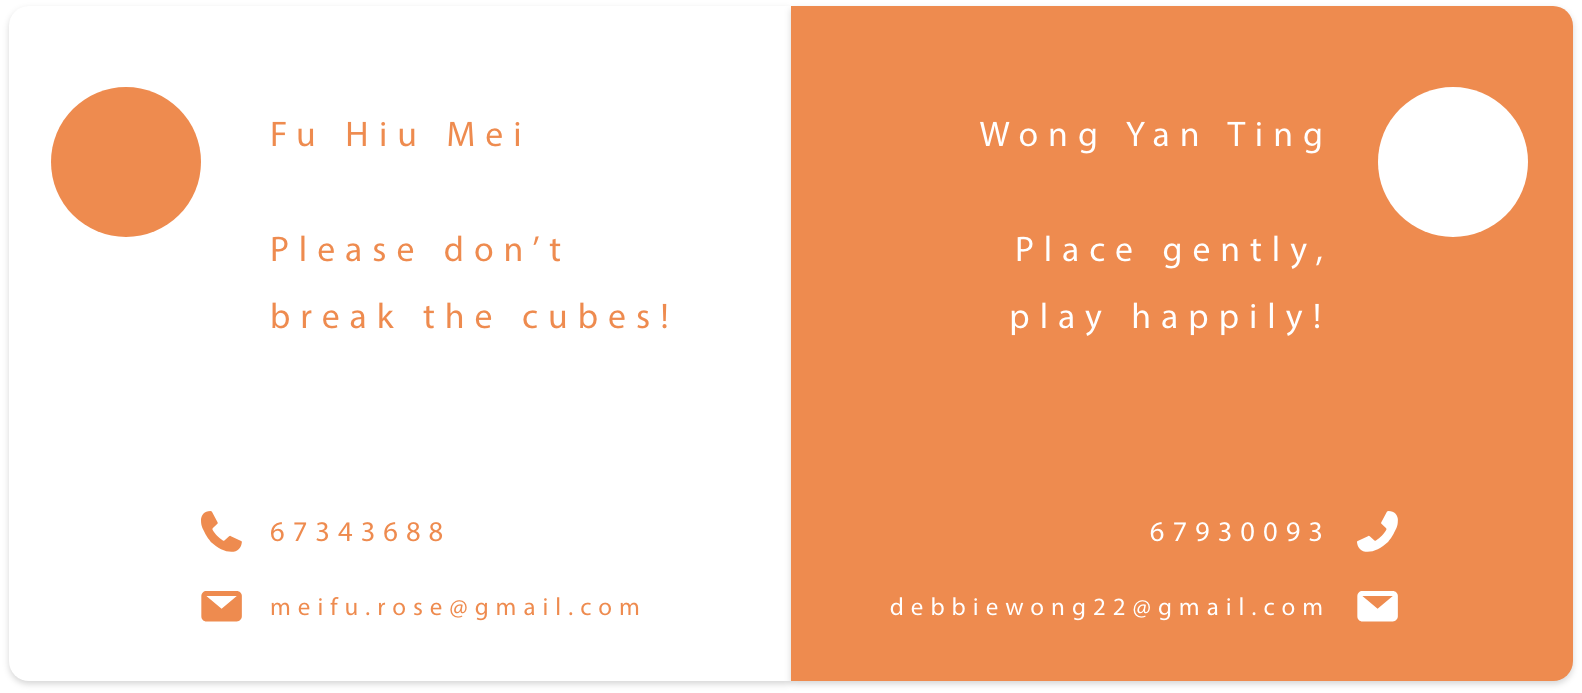 Fu Hiu Mei
Please don’t
break the cubes!
67343688
meifu.rose@gmail.com
Wong Yan Ting
Place gently,
play happily!
67930093
debbiewong22@gmail.com